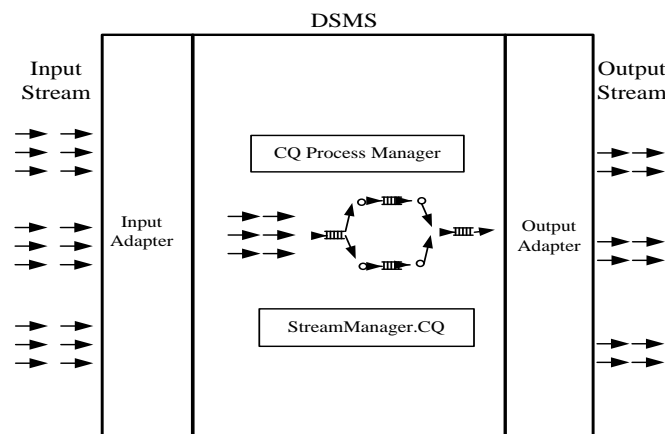 DSMS
Input
Stream
Output
Stream
CQ Process Manager
Input
Adapter
Output
Adapter
StreamManager.CQ